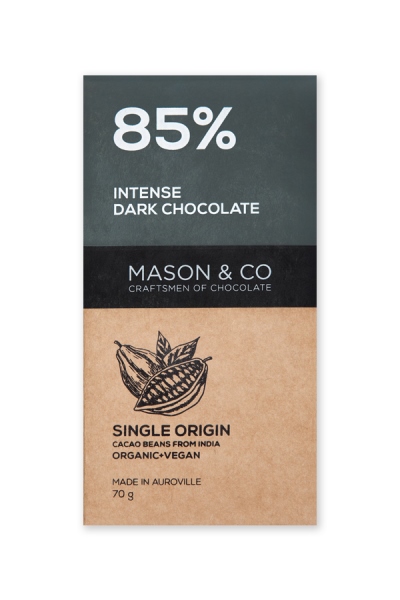 85%
INTENSE
DARK CHOCOLATE
MASON & CO
CRAFTSMEN OF CHOCOLATE
SINGLE ORIGIN
CACAO BEANS FROM INDIA
ORGANIC+VEGAN
MADE IN AUROVILLE
70 g